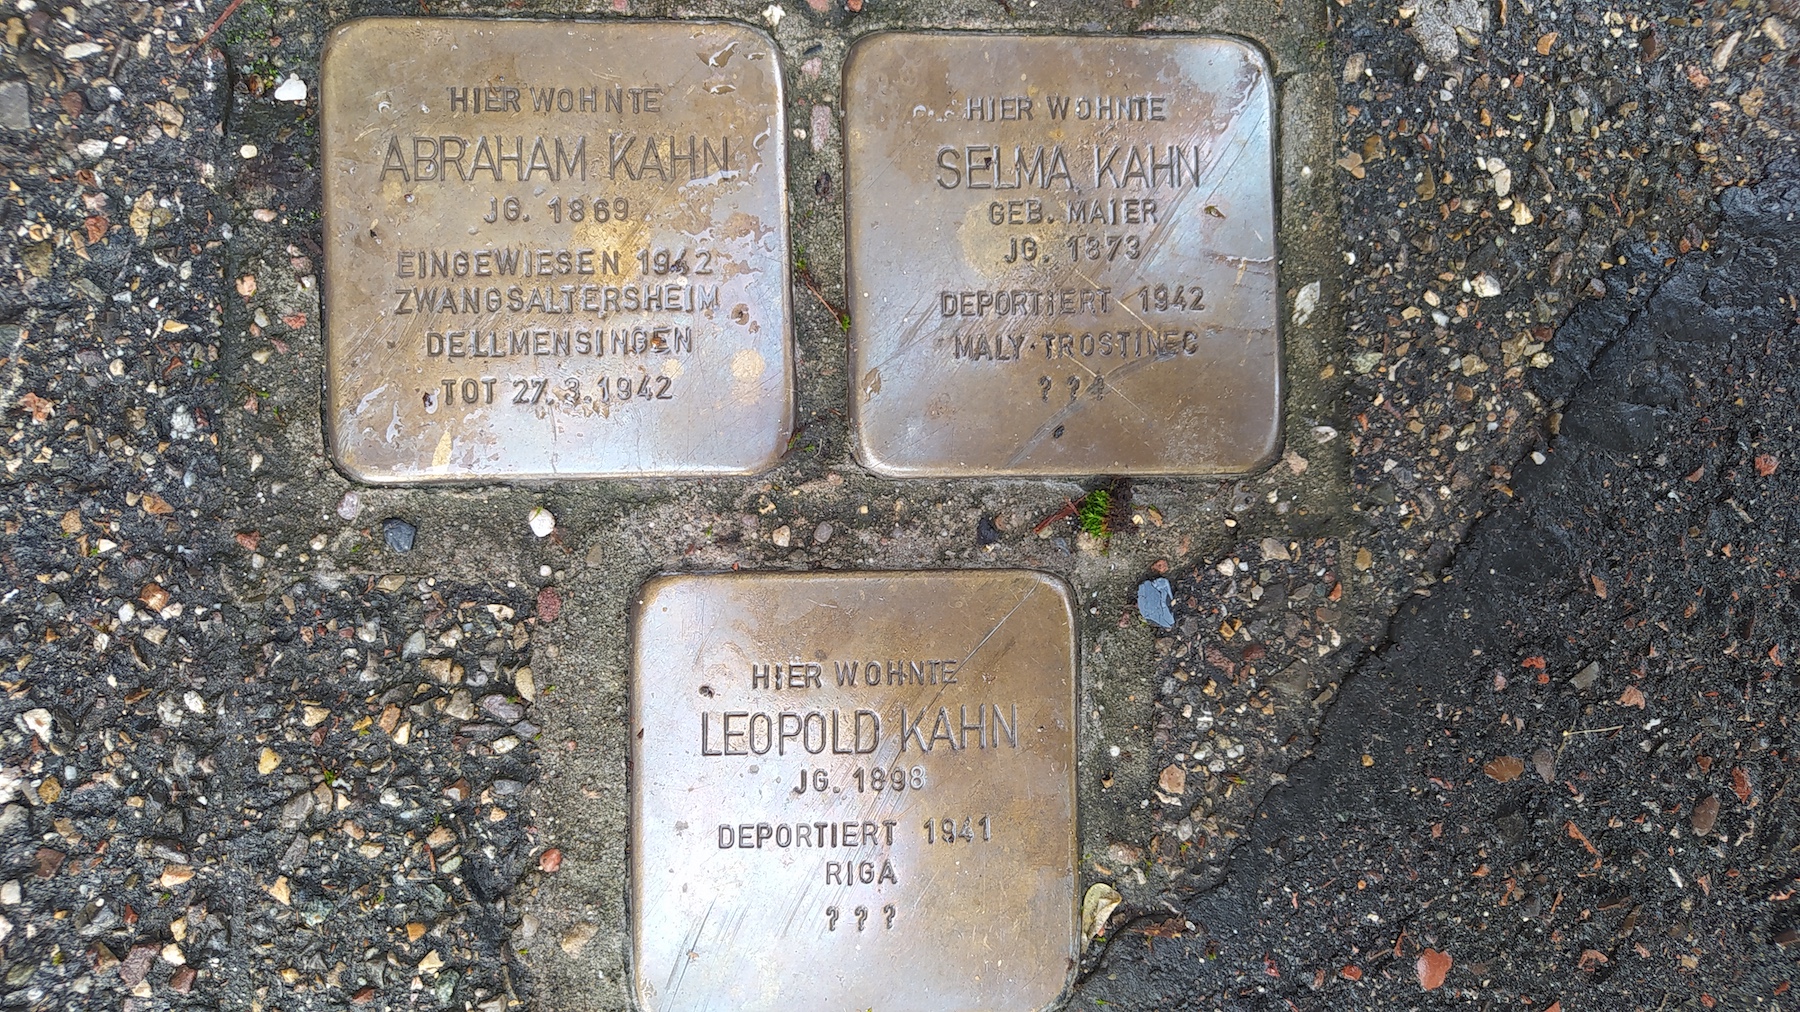 HIER WOHNTE
ABRAHAM KAHN
JG. 1869
EINGEWIESEN 1942
ZWANGSALTERSHEIM
DELLMENSINGEN
TOT 27.3.1942
HIER WOHNTE
SELMA KAHN
GEB. MAIER
JG. 1873
DEPORTIERT 1942
MALY-TROSTINEC
? ? ?
HIER WOHNTE
LEOPOLD KAHN
JG. 1898
DEPORTIERT 1941
RIGA
? ? ?